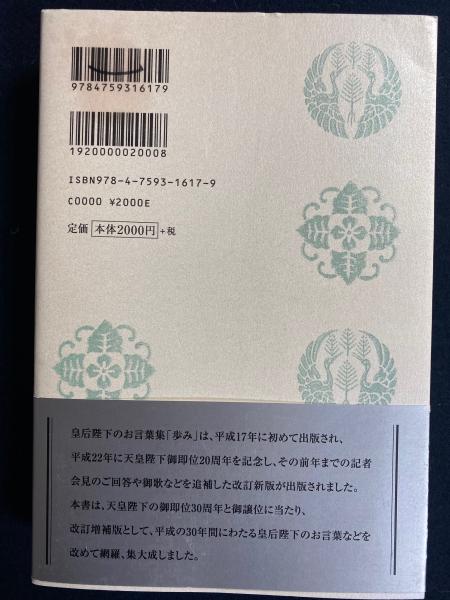 9784759316179
1920000020008
ISBN978-4-7593-1617-9
C0000 ¥2000E
定価 本体2000円 +税
皇后陛下のお言葉集「歩み」は、平成17年に初めて出版され、
平成22年に天皇陛下御即位20周年を記念し、その前年までの記者
会見のご回答や御歌などを追補した改訂新版が出版されました。
本書は、天皇陛下の御即位30周年と御譲位に当たり、
改訂増補版として、平成の30年間にわたる皇后陛下のお言葉などを
改めて網羅、集大成しました。